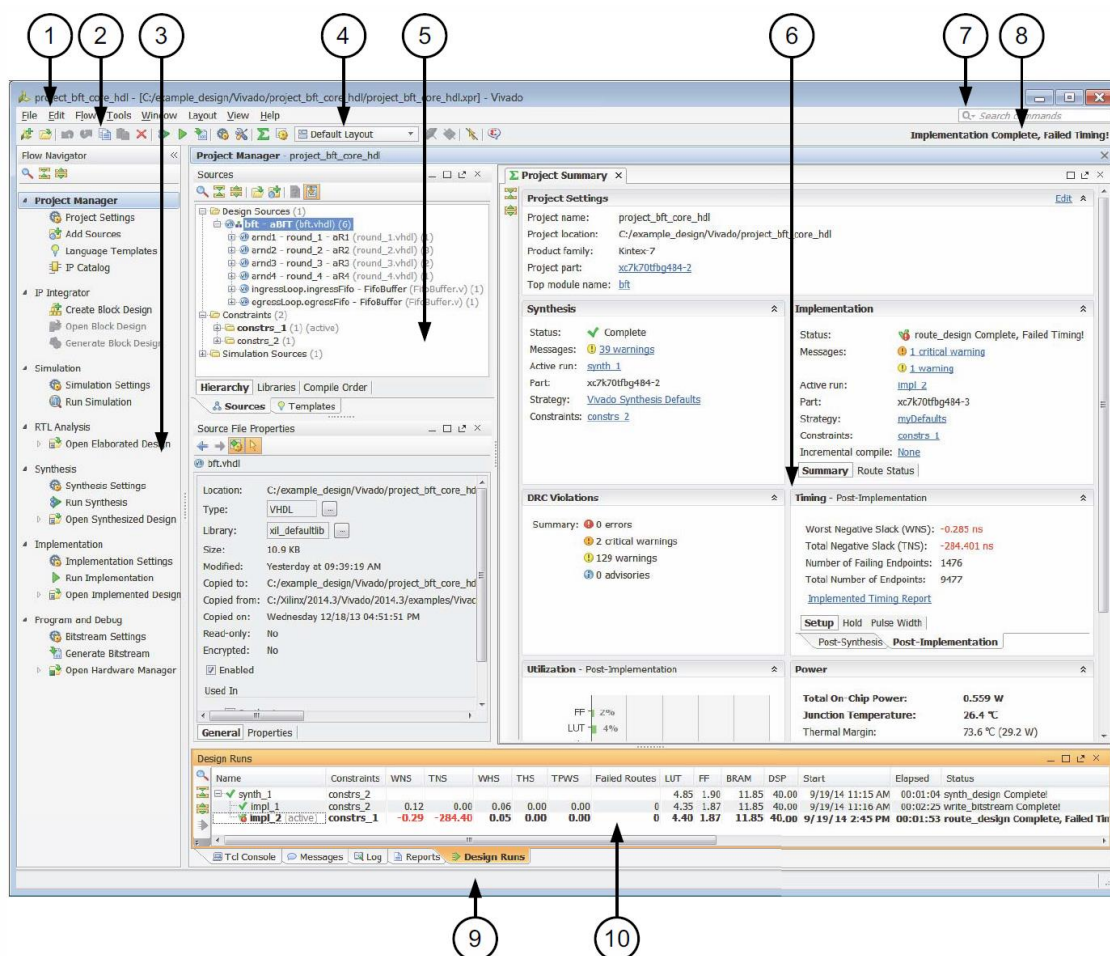 1 2 3 4 5 6 7 8
project_bft_core_hdl - [C:/example_design/Vivado/project_bft_core_hdl/project_bft_core_hdl.xpr] - Vivado
File Edit Flow Tools Window Layout View Help
Search commands
Default Layout
Implementation Complete, Failed Timing!
Flow Navigator
Project Manager
Project Settings
Add Sources
Language Templates
IP Catalog
IP Integrator
Create Block Design
Open Block Design
Generate Block Design
Simulation
Simulation Settings
Run Simulation
RTL Analysis
Open Elaborated Design
Synthesis
Synthesis Settings
Run Synthesis
Open Synthesized Design
Implementation
Implementation Settings
Run Implementation
Open Implemented Design
Program and Debug
Bitstream Settings
Generate Bitstream
Open Hardware Manager
Project Manager - project_bft_core_hdl
Sources
Design Sources (1)
bft - aBFT (bft.vhdl) (6)
arnd1 - round_1 - aR1 (round_1.vhdl) (1)
arnd2 - round_2 - aR2 (round_2.vhdl)
arnd3 - round_3 - aR3 (round_3.vhdl)
arnd4 - round_4 - aR4 (round_4.vhdl)
ingressLoop.ingressFifo - FifoBuffer (FifoBuffer.v) (1)
egressLoop.egressFifo - FifoBuffer (FifoBuffer.v) (1)
Constraints (2)
constrs_1 (1) (active)
constrs_2 (1)
Simulation Sources (1)
Hierarchy Libraries Compile Order
Sources Templates
Source File Properties
bft.vhdl
Location: C:/example_design/Vivado/project_bft_core_hd
Type: VHDL
Library: xil_defaultlib
Size: 10.9 KB
Modified: Yesterday at 09:39:19 AM
Copied to: C:/example_design/Vivado/project_bft_core_hd
Copied from: C:/Xilinx/2014.3/Vivado/2014.3/examples/Vivac
Copied on: Wednesday 12/18/13 04:51:51 PM
Read-only: No
Encrypted: No
Enabled
Used In
General Properties
Project Summary
Project Settings Edit
Project name: project_bft_core_hdl
Project location: C:/example_design/Vivado/project_bft_core_hdl
Product family: Kintex-7
Project part: xc7k70tfbg484-2
Top module name: bft
Synthesis
Status: Complete
Messages: 39 warnings
Active run: synth_1
Part: xc7k70tfbg484-2
Strategy: Vivado Synthesis Defaults
Constraints: constrs_2
Implementation
Status: route_design Complete, Failed Timing!
Messages: 1 critical warning
1 warning
Active run: impl_2
Part: xc7k70tfbg484-3
Strategy: myDefaults
Constraints: constrs_1
Incremental compile: None
Summary Route Status
DRC Violations
Summary: 0 errors
2 critical warnings
129 warnings
0 advisories
Timing - Post-Implementation
Worst Negative Slack (WNS): -0.285 ns
Total Negative Slack (TNS): -284.401 ns
Number of Failing Endpoints: 1476
Total Number of Endpoints: 9477
Implemented Timing Report
Setup Hold Pulse Width
Post-Synthesis Post-Implementation
Utilization - Post-Implementation
FF 2%
LUT 4%
Power
Total On-Chip Power: 0.559 W
Junction Temperature: 26.4 °C
Thermal Margin: 73.6 °C (29.2 W)
Design Runs
Name Constraints WNS TNS WHS THS TPWS Failed Routes LUT FF BRAM DSP Start Elapsed Status
synth_1 constrs_2 4.85 1.90 11.85 40.00 9/19/14 11:15 AM 00:01:04 synth_design Complete!
impl_1 constrs_2 0.12 0.00 0.06 0.00 0.00 0 4.35 1.87 11.85 40.00 9/19/14 11:16 AM 00:02:25 write_bitstream Complete!
impl_2 (active) constrs_1 -0.29 -284.40 0.05 0.00 0.00 0 4.40 1.87 11.85 40.00 9/19/14 2:45 PM 00:01:53 route_design Complete, Failed Tim
Tcl Console Messages Log Reports Design Runs
9 10